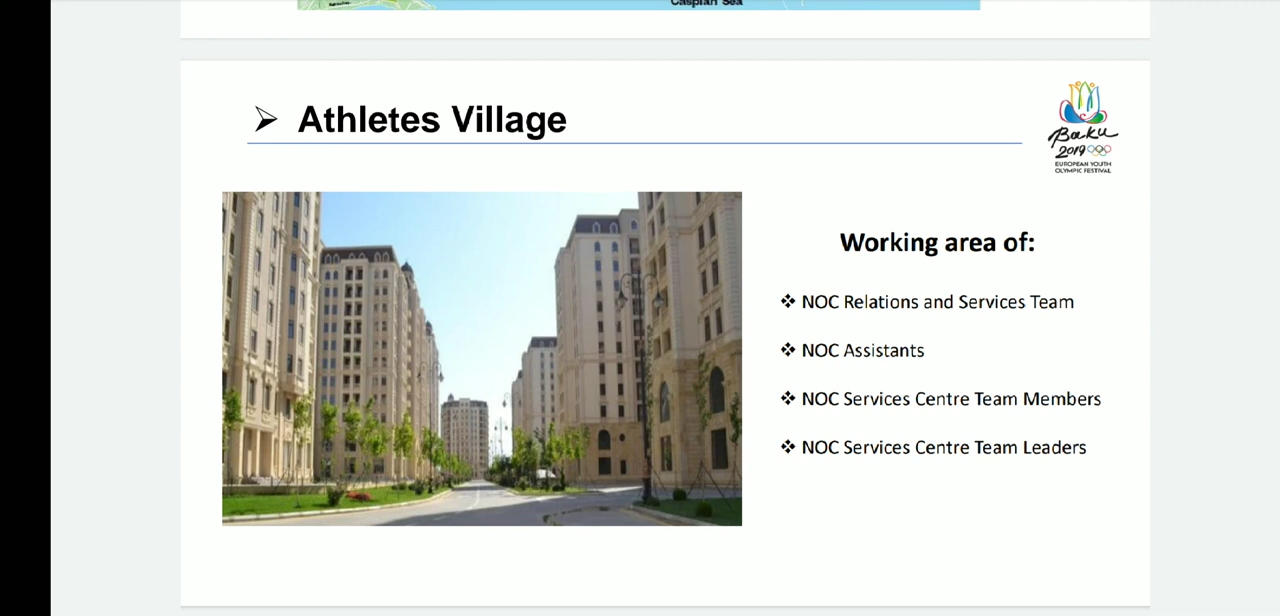 Caspian Sea
Athletes Village
Baku
2019
EUROPEAN YOUTH
OLYMPIC FESTIVAL
Working area of:
NOC Relations and Services Team
NOC Assistants
NOC Services Centre Team Members
NOC Services Centre Team Leaders